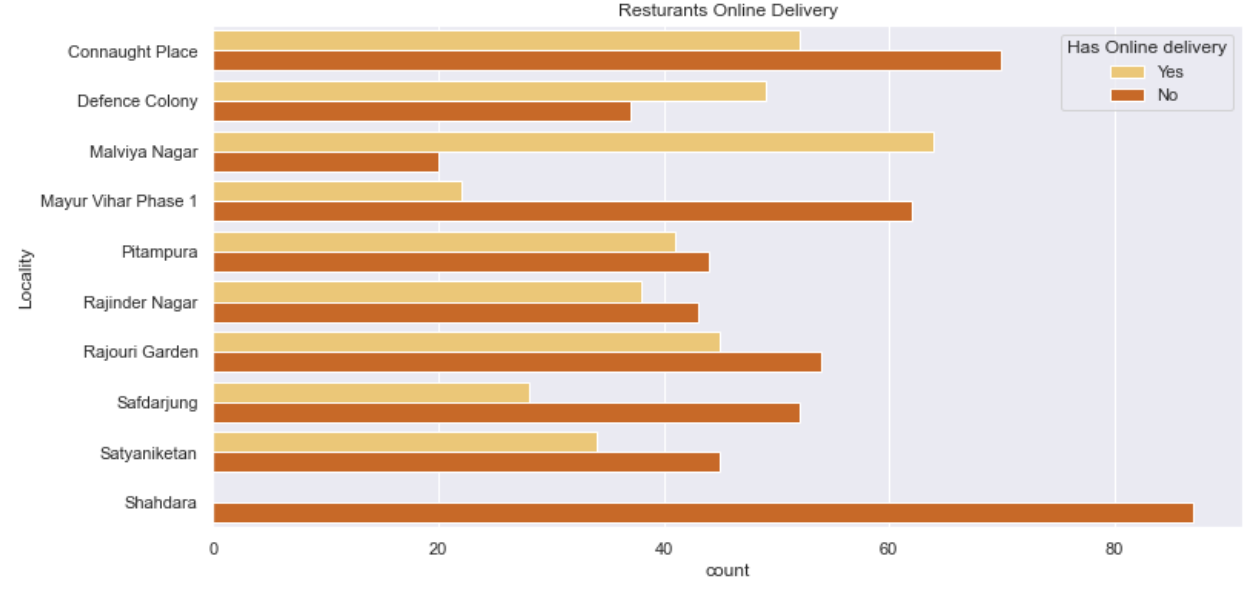 Resturants Online Delivery
Has Online delivery
Yes
No
Locality
Connaught Place
Defence Colony
Malviya Nagar
Mayur Vihar Phase 1
Pitampura
Rajinder Nagar
Rajouri Garden
Safdarjung
Satyaniketan
Shahdara
0 20 40 60 80
count